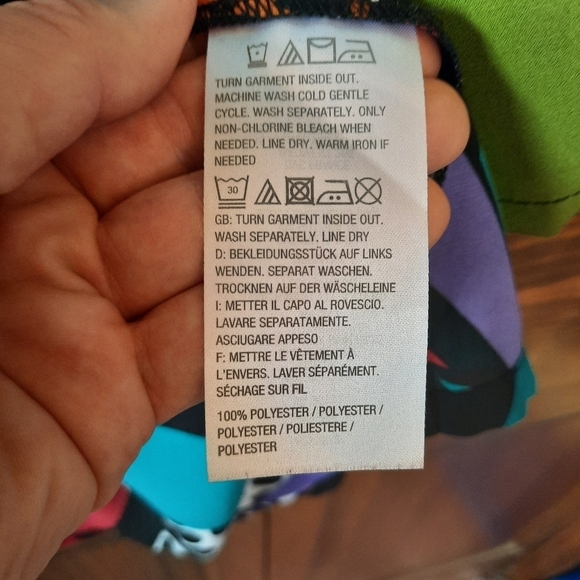 TURN GARMENT INSIDE OUT.
MACHINE WASH COLD GENTLE
CYCLE. WASH SEPARATELY. ONLY
NON-CHLORINE BLEACH WHEN
NEEDED. LINE DRY. WARM IRON IF
NEEDED
30
GB: TURN GARMENT INSIDE OUT.
WASH SEPARATELY. LINE DRY
D: BEKLEIDUNGSSTÜCK AUF LINKS
WENDEN. SEPARAT WASCHEN.
TROCKNEN AUF DER WÄSCHELEINE
I: METTER IL CAPO AL ROVESCIO.
LAVARE SEPARATAMENTE.
ASCIUGARE APPESO
F: METTRE LE VÊTEMENT À
L'ENVERS. LAVER SÉPARÉMENT.
SÉCHAGE SUR FIL
100% POLYESTER / POLYESTER /
POLYESTER / POLIESTERE /
POLYESTER